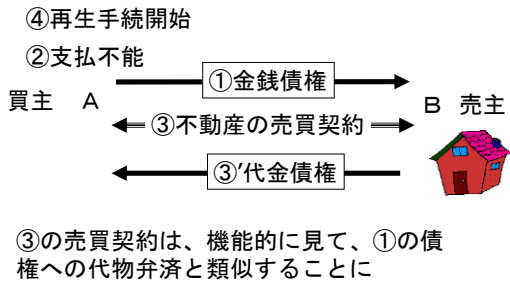 ④再生手続開始
②支払不能
①金銭債権
買主 A
③不動産の売買契約
B 売主
③’代金債権
③の売買契約は、機能的に見て、①の債
権への代物弁済と類似することに